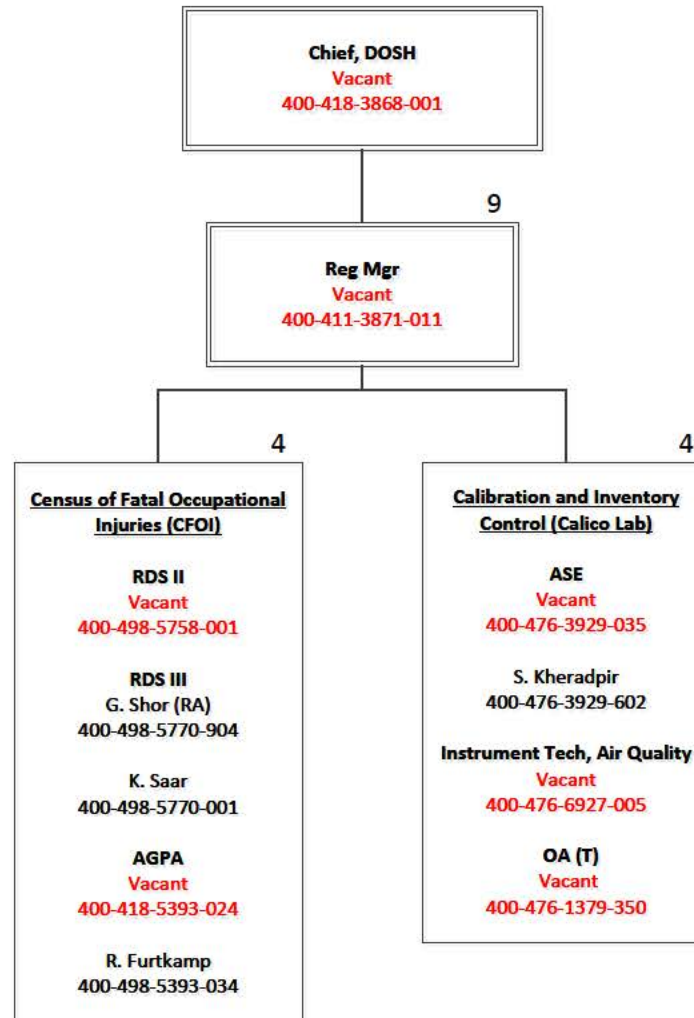 Chief, DOSH
Vacant
400-418-3868-001
9
Reg Mgr
Vacant
400-411-3871-011
4
Census of Fatal Occupational
Injuries (CFOI)
RDS II
Vacant
400-498-5758-001
RDS III
G. Shor (RA)
400-498-5770-904
K. Saar
400-498-5770-001
AGPA
Vacant
400-418-5393-024
R. Furtkamp
400-498-5393-034
4
Calibration and Inventory
Control (Calico Lab)
ASE
Vacant
400-476-3929-035
S. Kheradpir
400-476-3929-602
Instrument Tech, Air Quality
Vacant
400-476-6927-005
OA (T)
Vacant
400-476-1379-350